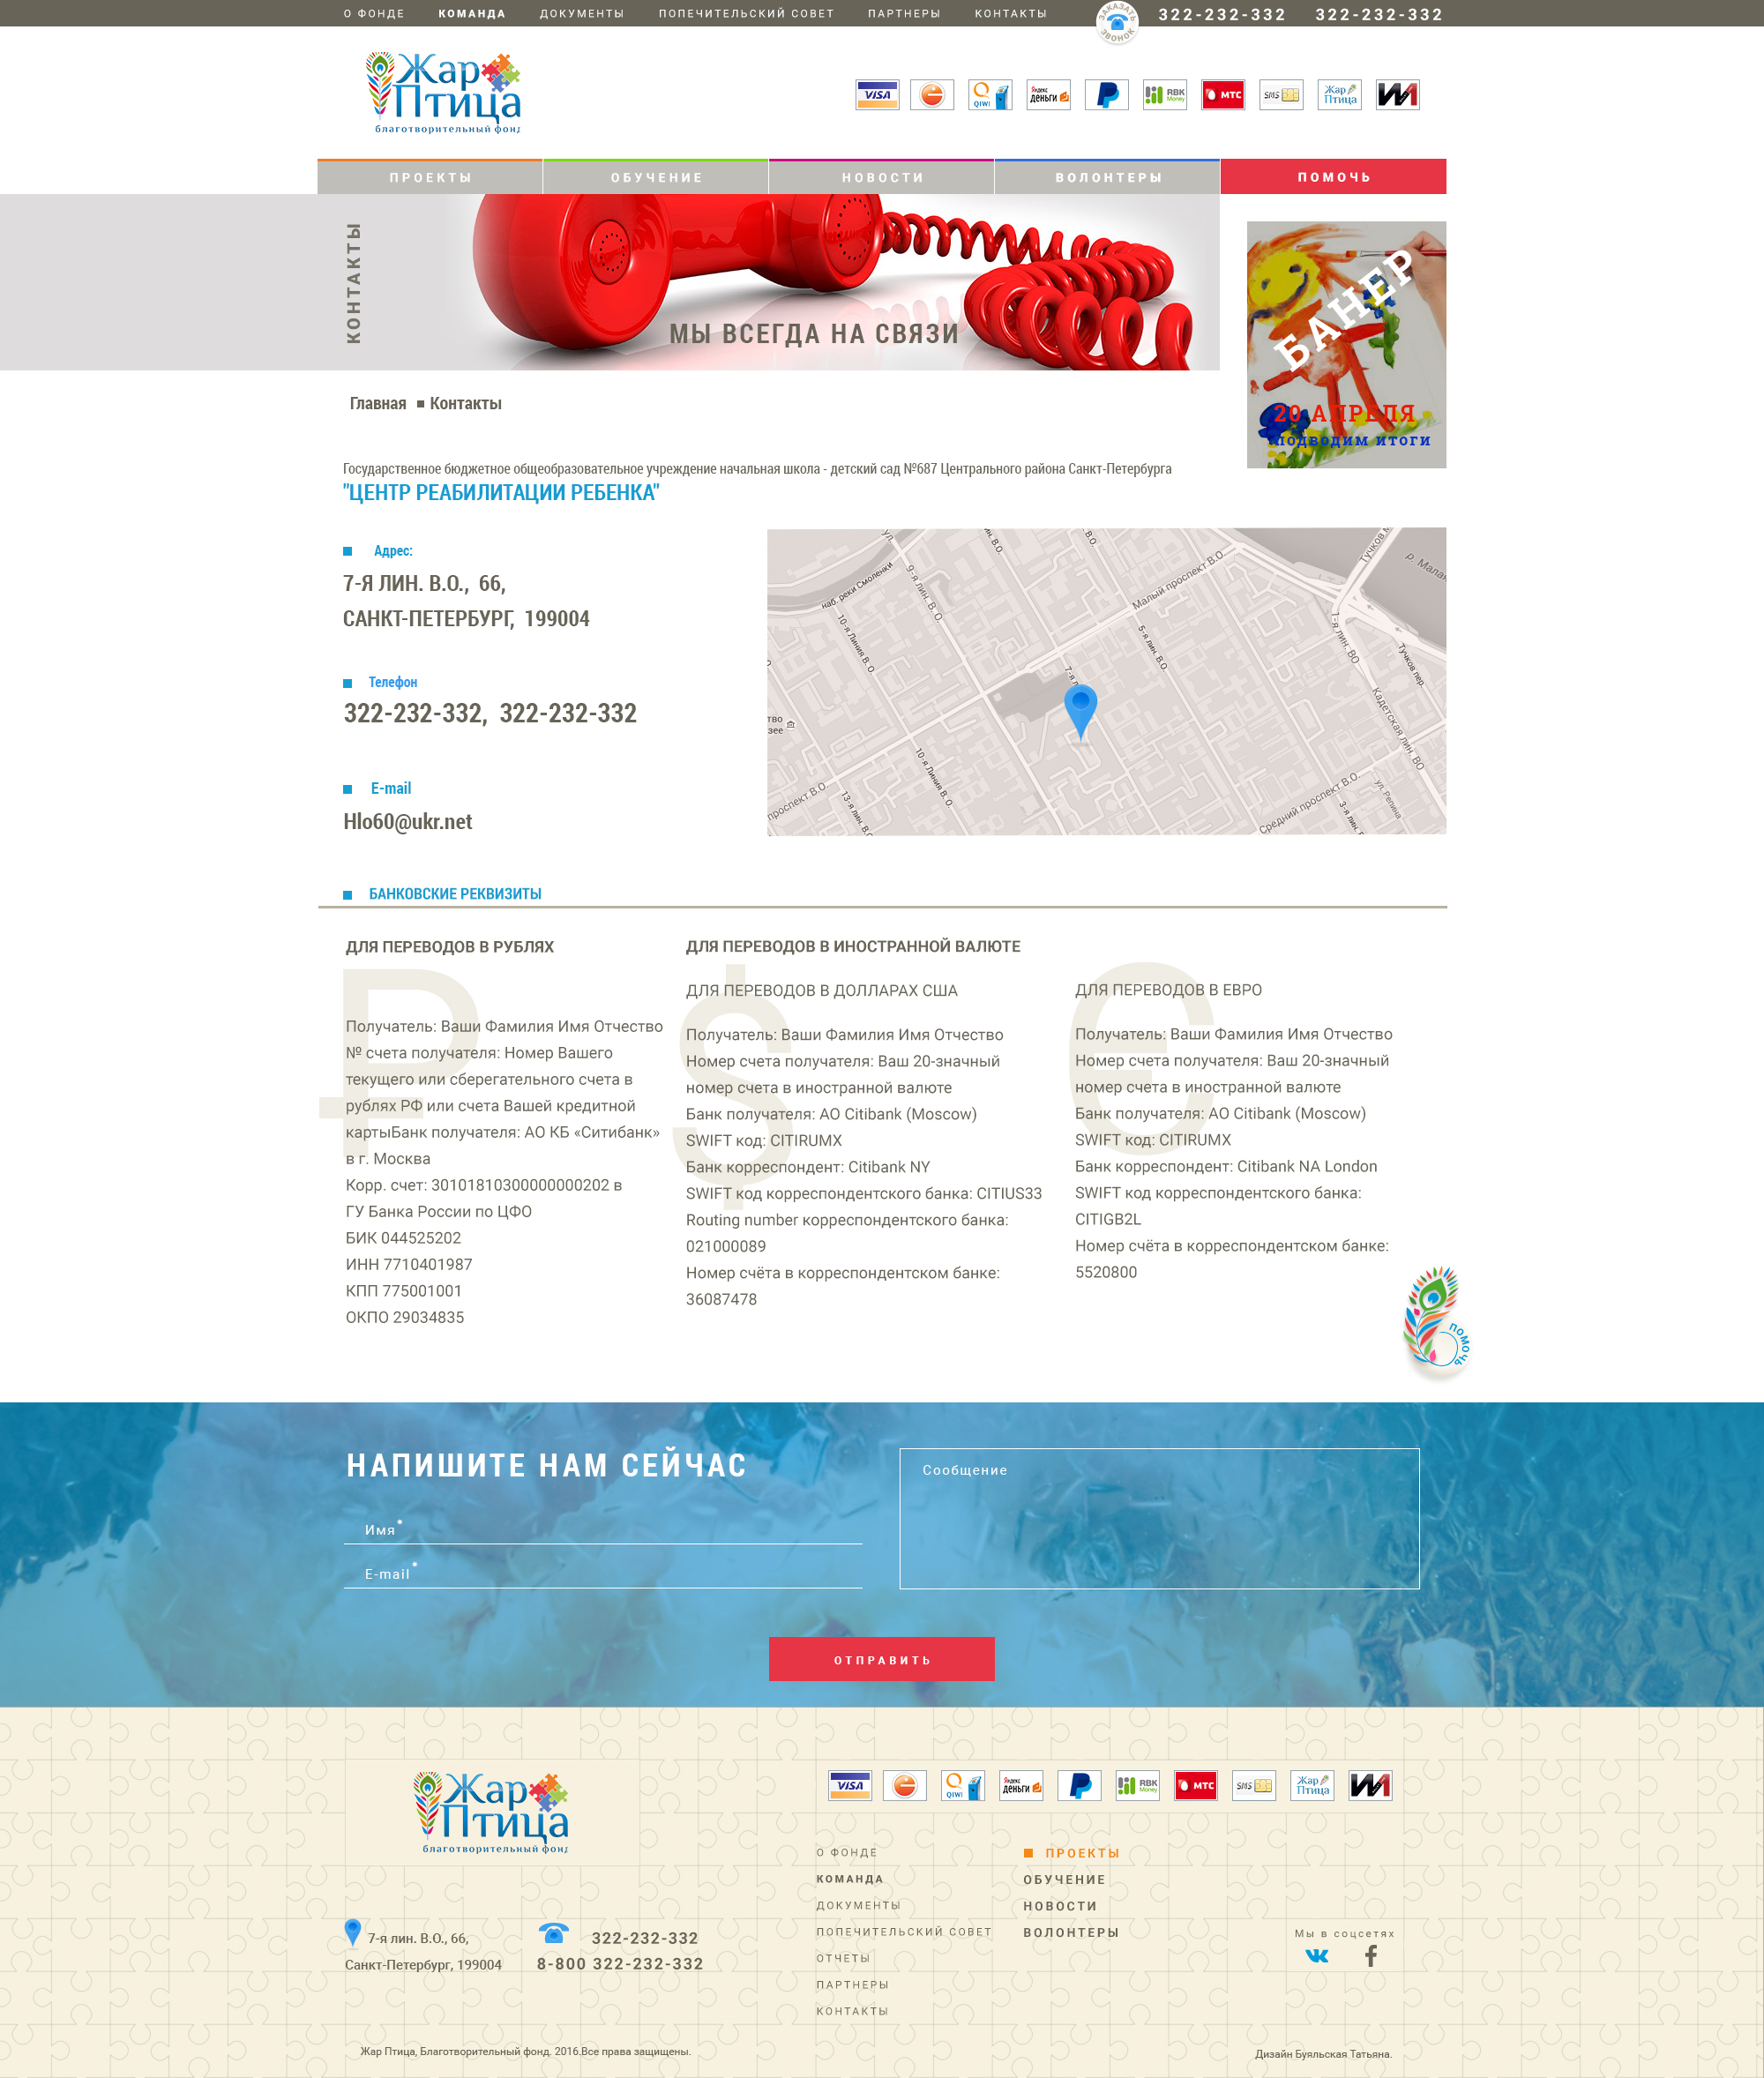 О ФОНДЕ
КОМАНДА
ДОКУМЕНТЫ
ПОПЕЧИТЕЛЬСКИЙ СОВЕТ
ПАРТНЕРЫ
КОНТАКТЫ
ЗАКАЗАТЬ ЗВОНОК
322-232-332
322-232-332
Жар
Птица
благотворительный фонд
VISA
QIWI
Яндекс
деньги
RBK
Money
МТС
SMS
Жар
Птица
ПРОЕКТЫ
ОБУЧЕНИЕ
НОВОСТИ
ВОЛОНТЕРЫ
ПОМОЧЬ
КОНТАКТЫ
МЫ ВСЕГДА НА СВЯЗИ
БАНЕР
20 АПРЕЛЯ
подводим итоги
Главная
Контакты
Государственное бюджетное общеобразовательное учреждение начальная школа - детский сад №687 Центрального района Санкт-Петербурга
"ЦЕНТР РЕАБИЛИТАЦИИ РЕБЕНКА"
Адрес:
7-Я ЛИН. В.О., 66,
САНКТ-ПЕТЕРБУРГ, 199004
Телефон
322-232-332, 322-232-332
E-mail
Hlo60@ukr.net
ул.
ин. В.О.
В.О.
Тучков м
р. Малая
наб. реки Смоленки
9-я лин. В. О.
Малый проспект В.О.
10-я Линия В. О.
5-я лин. В.О.
1-я лин. ВО
Тучков пер.
7-я л
Кадетская лин. ВО
тво
зее
10-я Линия В. О.
проспект В.О.
13-я лин. В.О.
Средний проспект В.О.
ул. Репина
3-я лин. В
БАНКОВСКИЕ РЕКВИЗИТЫ
ДЛЯ ПЕРЕВОДОВ В РУБЛЯХ
₽
Получатель: Ваши Фамилия Имя Отчество
№ счета получателя: Номер Вашего
текущего или сберегательного счета в
рублях РФ или счета Вашей кредитной
картыБанк получателя: АО КБ «Ситибанк»
в г. Москва
Корр. счет: 30101810300000000202 в
ГУ Банка России по ЦФО
БИК 044525202
ИНН 7710401987
КПП 775001001
ОКПО 29034835
ДЛЯ ПЕРЕВОДОВ В ИНОСТРАННОЙ ВАЛЮТЕ
$
ДЛЯ ПЕРЕВОДОВ В ДОЛЛАРАХ США
Получатель: Ваши Фамилия Имя Отчество
Номер счета получателя: Ваш 20-значный
номер счета в иностранной валюте
Банк получателя: АО Citibank (Moscow)
SWIFT код: CITIRUMX
Банк корреспондент: Citibank NY
SWIFT код корреспондентского банка: CITIUS33
Routing number корреспондентского банка:
021000089
Номер счёта в корреспондентском банке:
36087478
Є
ДЛЯ ПЕРЕВОДОВ В ЕВРО
Получатель: Ваши Фамилия Имя Отчество
Номер счета получателя: Ваш 20-значный
номер счета в иностранной валюте
Банк получателя: АО Citibank (Moscow)
SWIFT код: CITIRUMX
Банк корреспондент: Citibank NA London
SWIFT код корреспондентского банка:
CITIGB2L
Номер счёта в корреспондентском банке:
5520800
ПОМОЧЬ
НАПИШИТЕ НАМ СЕЙЧАС
Имя*
E-mail*
Сообщение
ОТПРАВИТЬ
Жар
Птица
благотворительный фонд
VISA
QIWI
Яндекс
деньги
RBK
Money
МТС
SMS
Жар
Птица
О ФОНДЕ
КОМАНДА
ДОКУМЕНТЫ
ПОПЕЧИТЕЛЬСКИЙ СОВЕТ
ОТЧЕТЫ
ПАРТНЕРЫ
КОНТАКТЫ
ПРОЕКТЫ
ОБУЧЕНИЕ
НОВОСТИ
ВОЛОНТЕРЫ
7-я лин. В.О., 66,
Санкт-Петербург, 199004
322-232-332
8-800 322-232-332
Мы в соцсетях
Жар Птица, Благотворительный фонд. 2016.Все права защищены.
Дизайн Буяльская Татьяна.